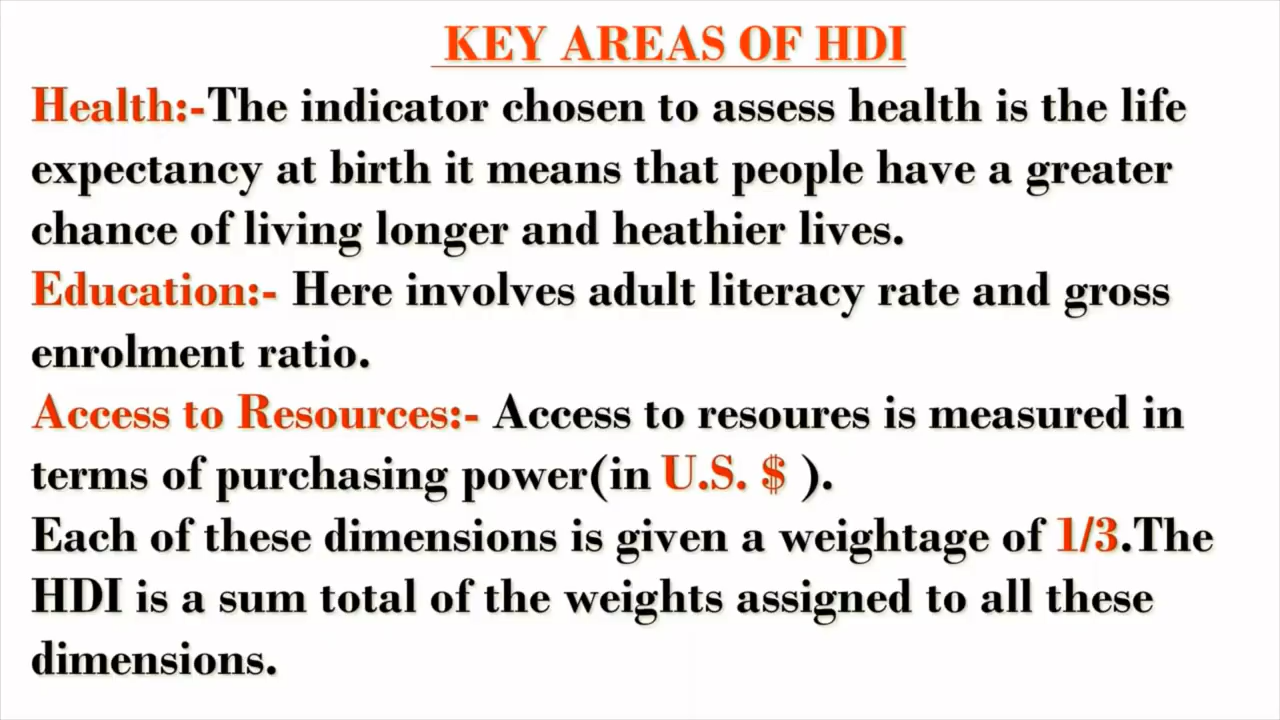 KEY AREAS OF HDI
Health:-The indicator chosen to assess health is the life
expectancy at birth it means that people have a greater
chance of living longer and heathier lives.
Education:- Here involves adult literacy rate and gross
enrolment ratio.
Access to Resources:- Access to resoures is measured in
terms of purchasing power(in U.S. $ ).
Each of these dimensions is given a weightage of 1/3.The
HDI is a sum total of the weights assigned to all these
dimensions.